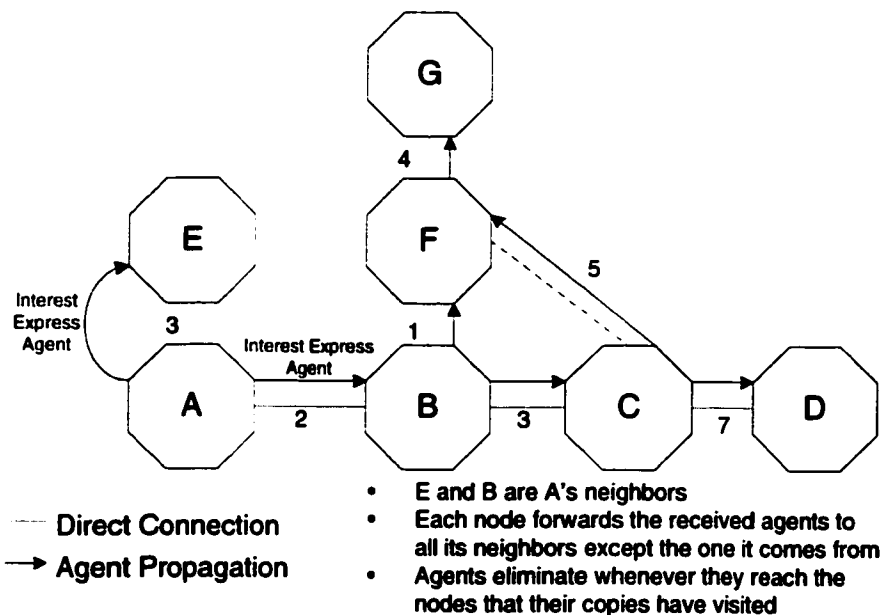 G
4
E
F
5
Interest
Express
Agent
3
1
Interest Express
Agent
A
B
C
D
2
3
7
Direct Connection
Agent Propagation
• E and B are A's neighbors
• Each node forwards the received agents to
all its neighbors except the one it comes from
• Agents eliminate whenever they reach the
nodes that their copies have visited